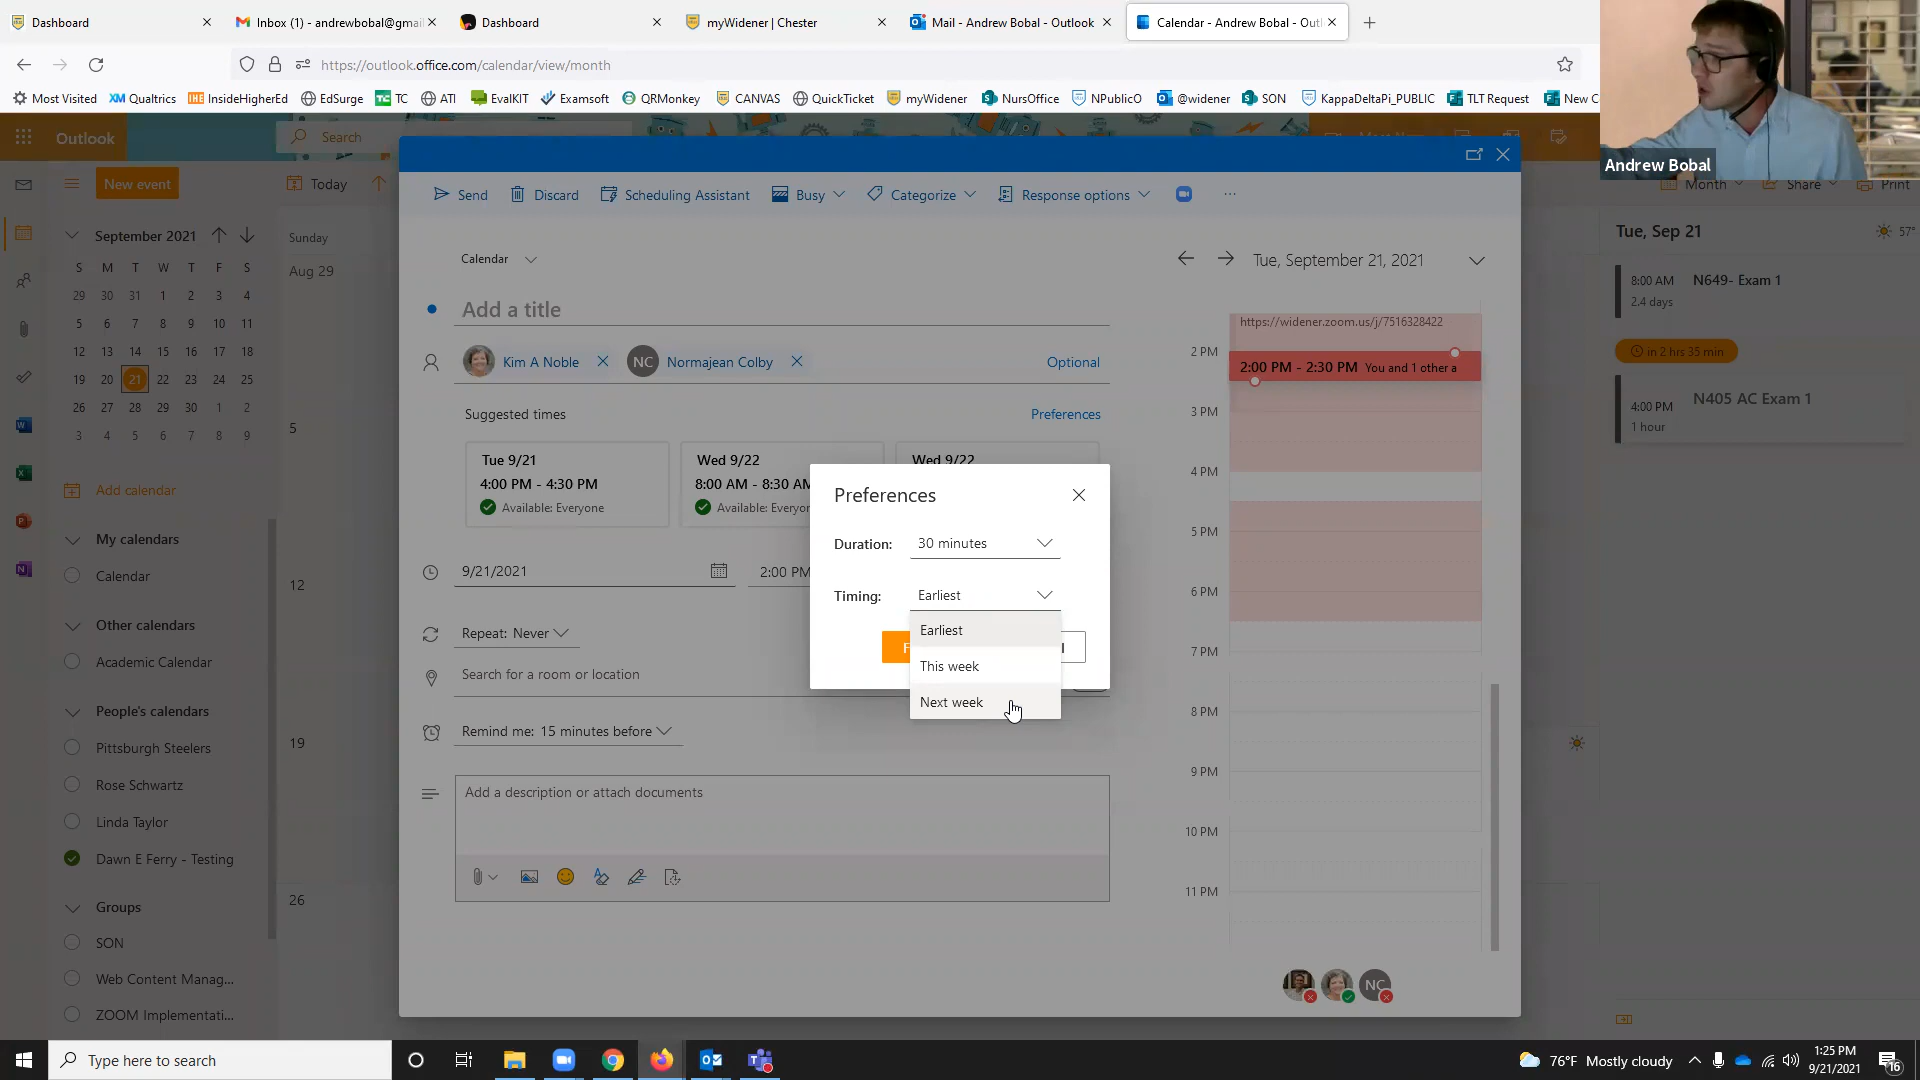 Dashboard
Inbox (1) - andrewbobal@gmai
Dashboard
myWidener | Chester
Mail - Andrew Bobal - Outlook
Calendar - Andrew Bobal - Out
https://outlook.office.com/calendar/view/month
Most Visited
Qualtrics
InsideHigherEd
EdSurge
TC
ATI
EvalKIT
Examsoft
QRMonkey
CANVAS
QuickTicket
myWidener
NursOffice
NPublicO
@widener
SON
KappaDeltaPi_PUBLIC
TLT Request
New C
Andrew Bobal
Outlook
Search
New event
Today
Month
Share
Print
Send
Discard
Scheduling Assistant
Busy
Categorize
Response options
September 2021
S M T W T F S
29 30 31 1 2 3 4
5 6 7 8 9 10 11
12 13 14 15 16 17 18
19 20 21 22 23 24 25
26 27 28 29 30 1 2
3 4 5 6 7 8 9
Add calendar
My calendars
Calendar
Other calendars
Academic Calendar
People's calendars
Pittsburgh Steelers
Rose Schwartz
Linda Taylor
Dawn E Ferry - Testing
Groups
SON
Web Content Manag...
ZOOM Implementati...
Sunday
Aug 29
5
12
19
26
Calendar
Add a title
Kim A Noble
NC
Normajean Colby
Optional
Suggested times
Preferences
Tue 9/21
4:00 PM - 4:30 PM
Available: Everyone
Wed 9/22
8:00 AM - 8:30 AM
Available: Everyor
Wed 9/22
9/21/2021
2:00 PM
Repeat: Never
Search for a room or location
Remind me: 15 minutes before
Add a description or attach documents
Preferences
Duration:
30 minutes
Timing:
Earliest
Earliest
This week
Next week
Tue, September 21, 2021
https://widener.zoom.us/j/7516328422
2 PM
2:00 PM - 2:30 PM You and 1 other a
3 PM
4 PM
5 PM
6 PM
7 PM
8 PM
9 PM
10 PM
11 PM
NC
Tue, Sep 21
57°
8:00 AM N649- Exam 1
2.4 days
in 2 hrs 35 min
4:00 PM N405 AC Exam 1
1 hour
Type here to search
76°F Mostly cloudy
1:25 PM
9/21/2021
16